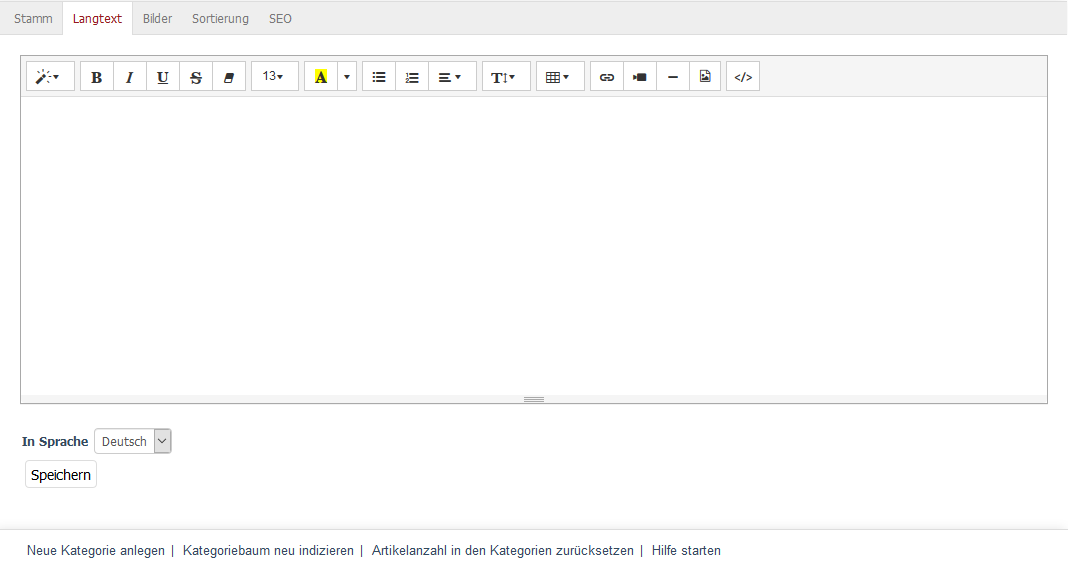 Stamm Langtext Bilder Sortierung SEO
B I U S 13 A T </>
In Sprache Deutsch
Speichern
Neue Kategorie anlegen | Kategoriebaum neu indizieren | Artikelanzahl in den Kategorien zurücksetzen | Hilfe starten